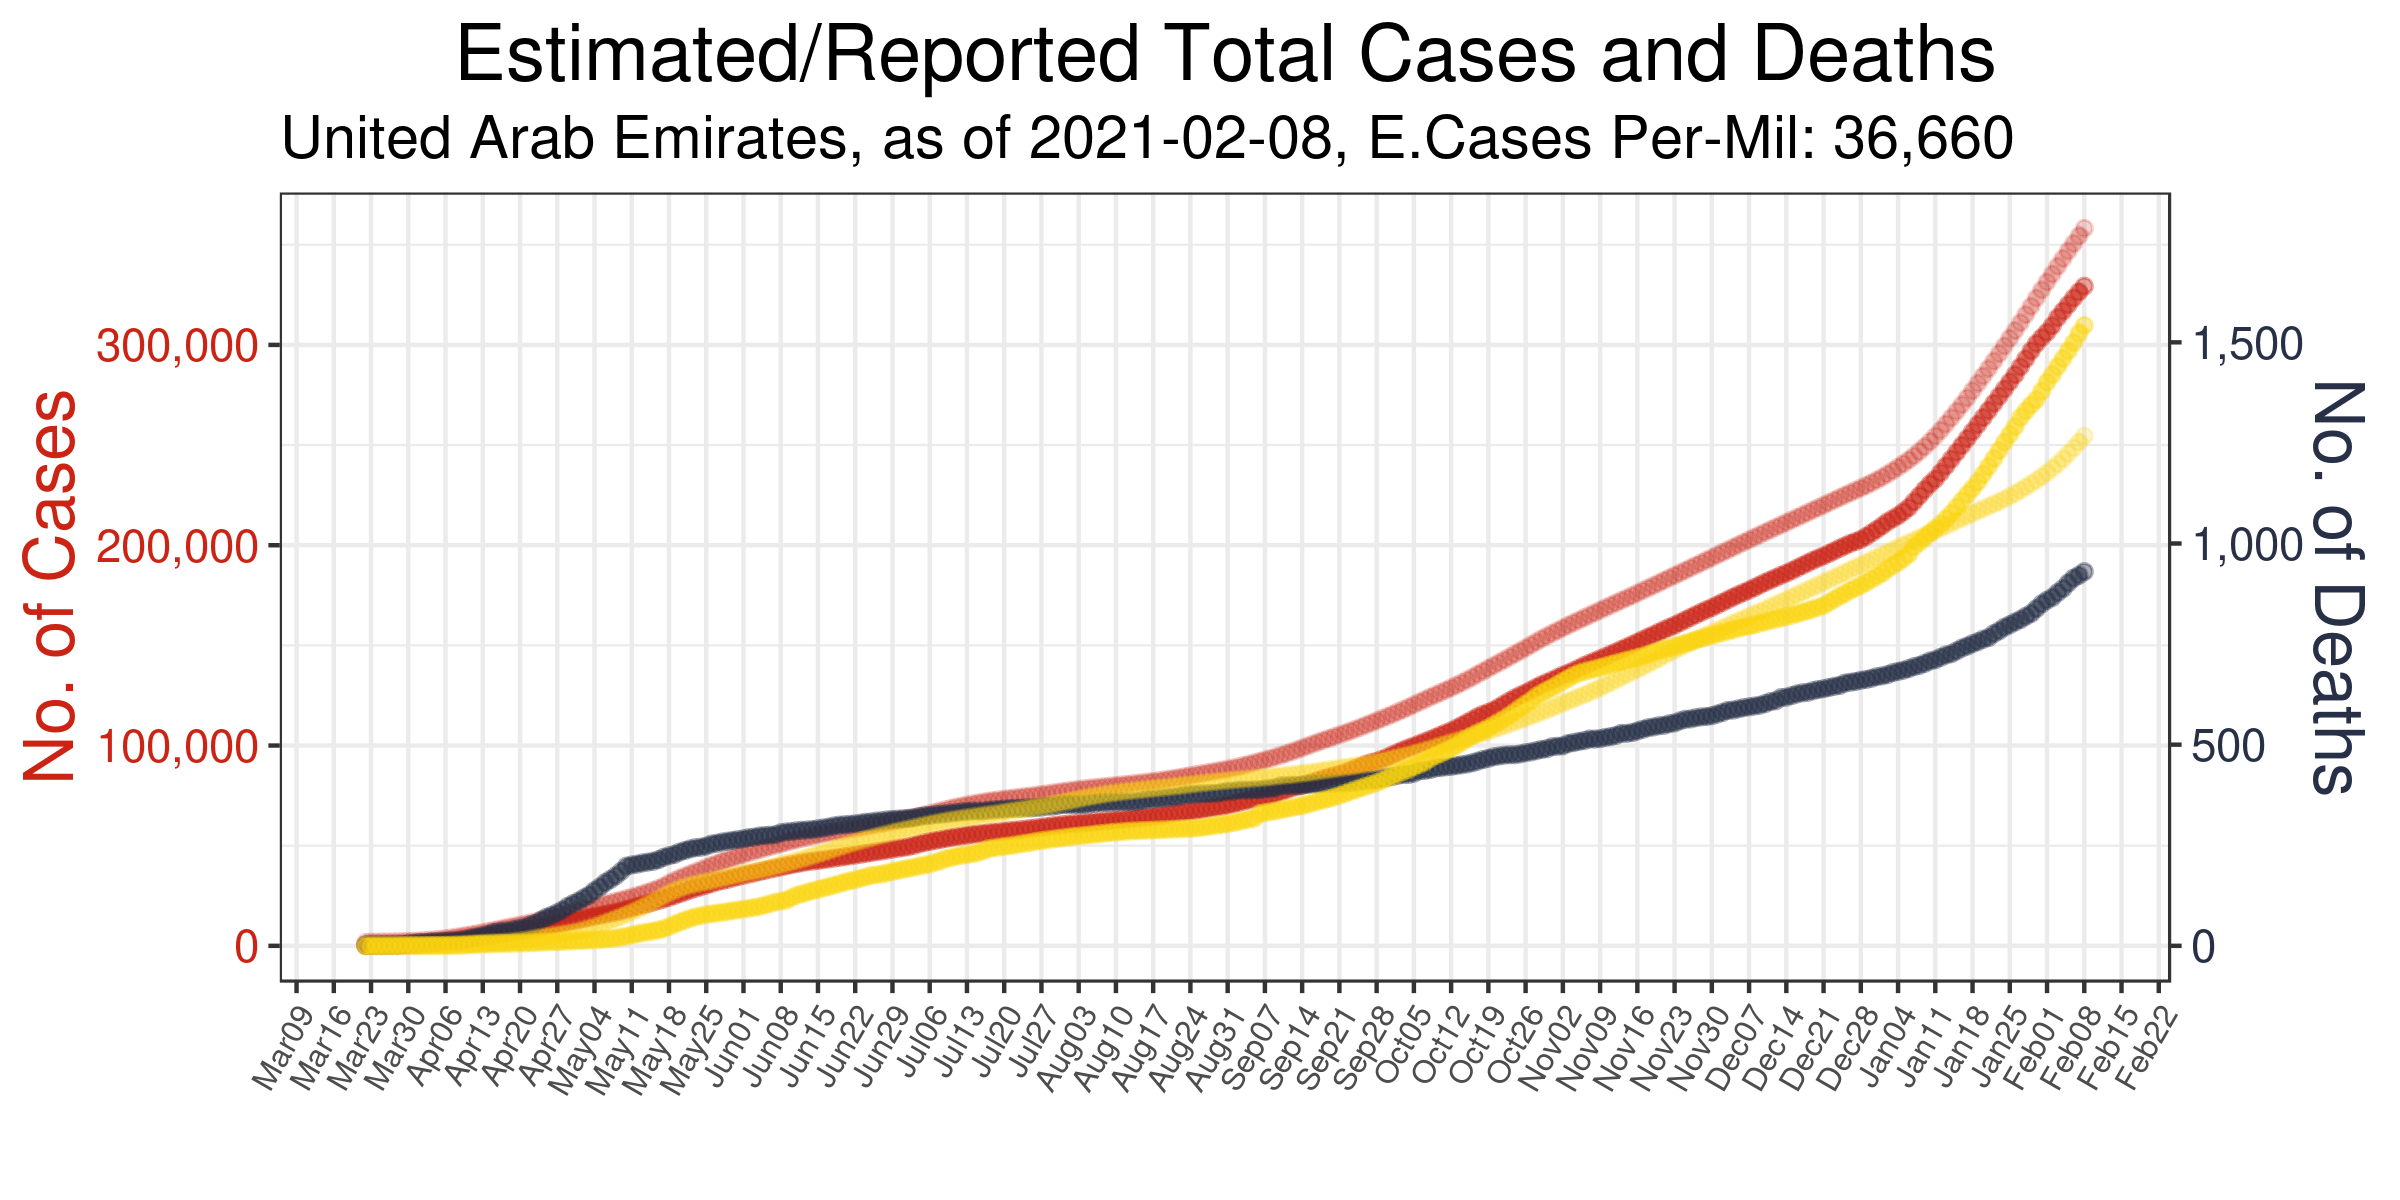 Estimated/Reported Total Cases and Deaths
United Arab Emirates, as of 2021-02-08, E.Cases Per-Mil: 36,660
No. of Cases
300,000
200,000
100,000
0
1,500
1,000
500
0
No. of Deaths
Mar09
Mar16
Mar23
Mar30
Apr06
Apr13
Apr20
Apr27
May04
May11
May18
May25
Jun01
Jun08
Jun15
Jun22
Jun29
Jul06
Jul13
Jul20
Jul27
Aug03
Aug10
Aug17
Aug24
Aug31
Sep07
Sep14
Sep21
Sep28
Oct05
Oct12
Oct19
Oct26
Nov02
Nov09
Nov16
Nov23
Nov30
Dec07
Dec14
Dec21
Dec28
Jan04
Jan11
Jan18
Jan25
Feb01
Feb08
Feb15
Feb22